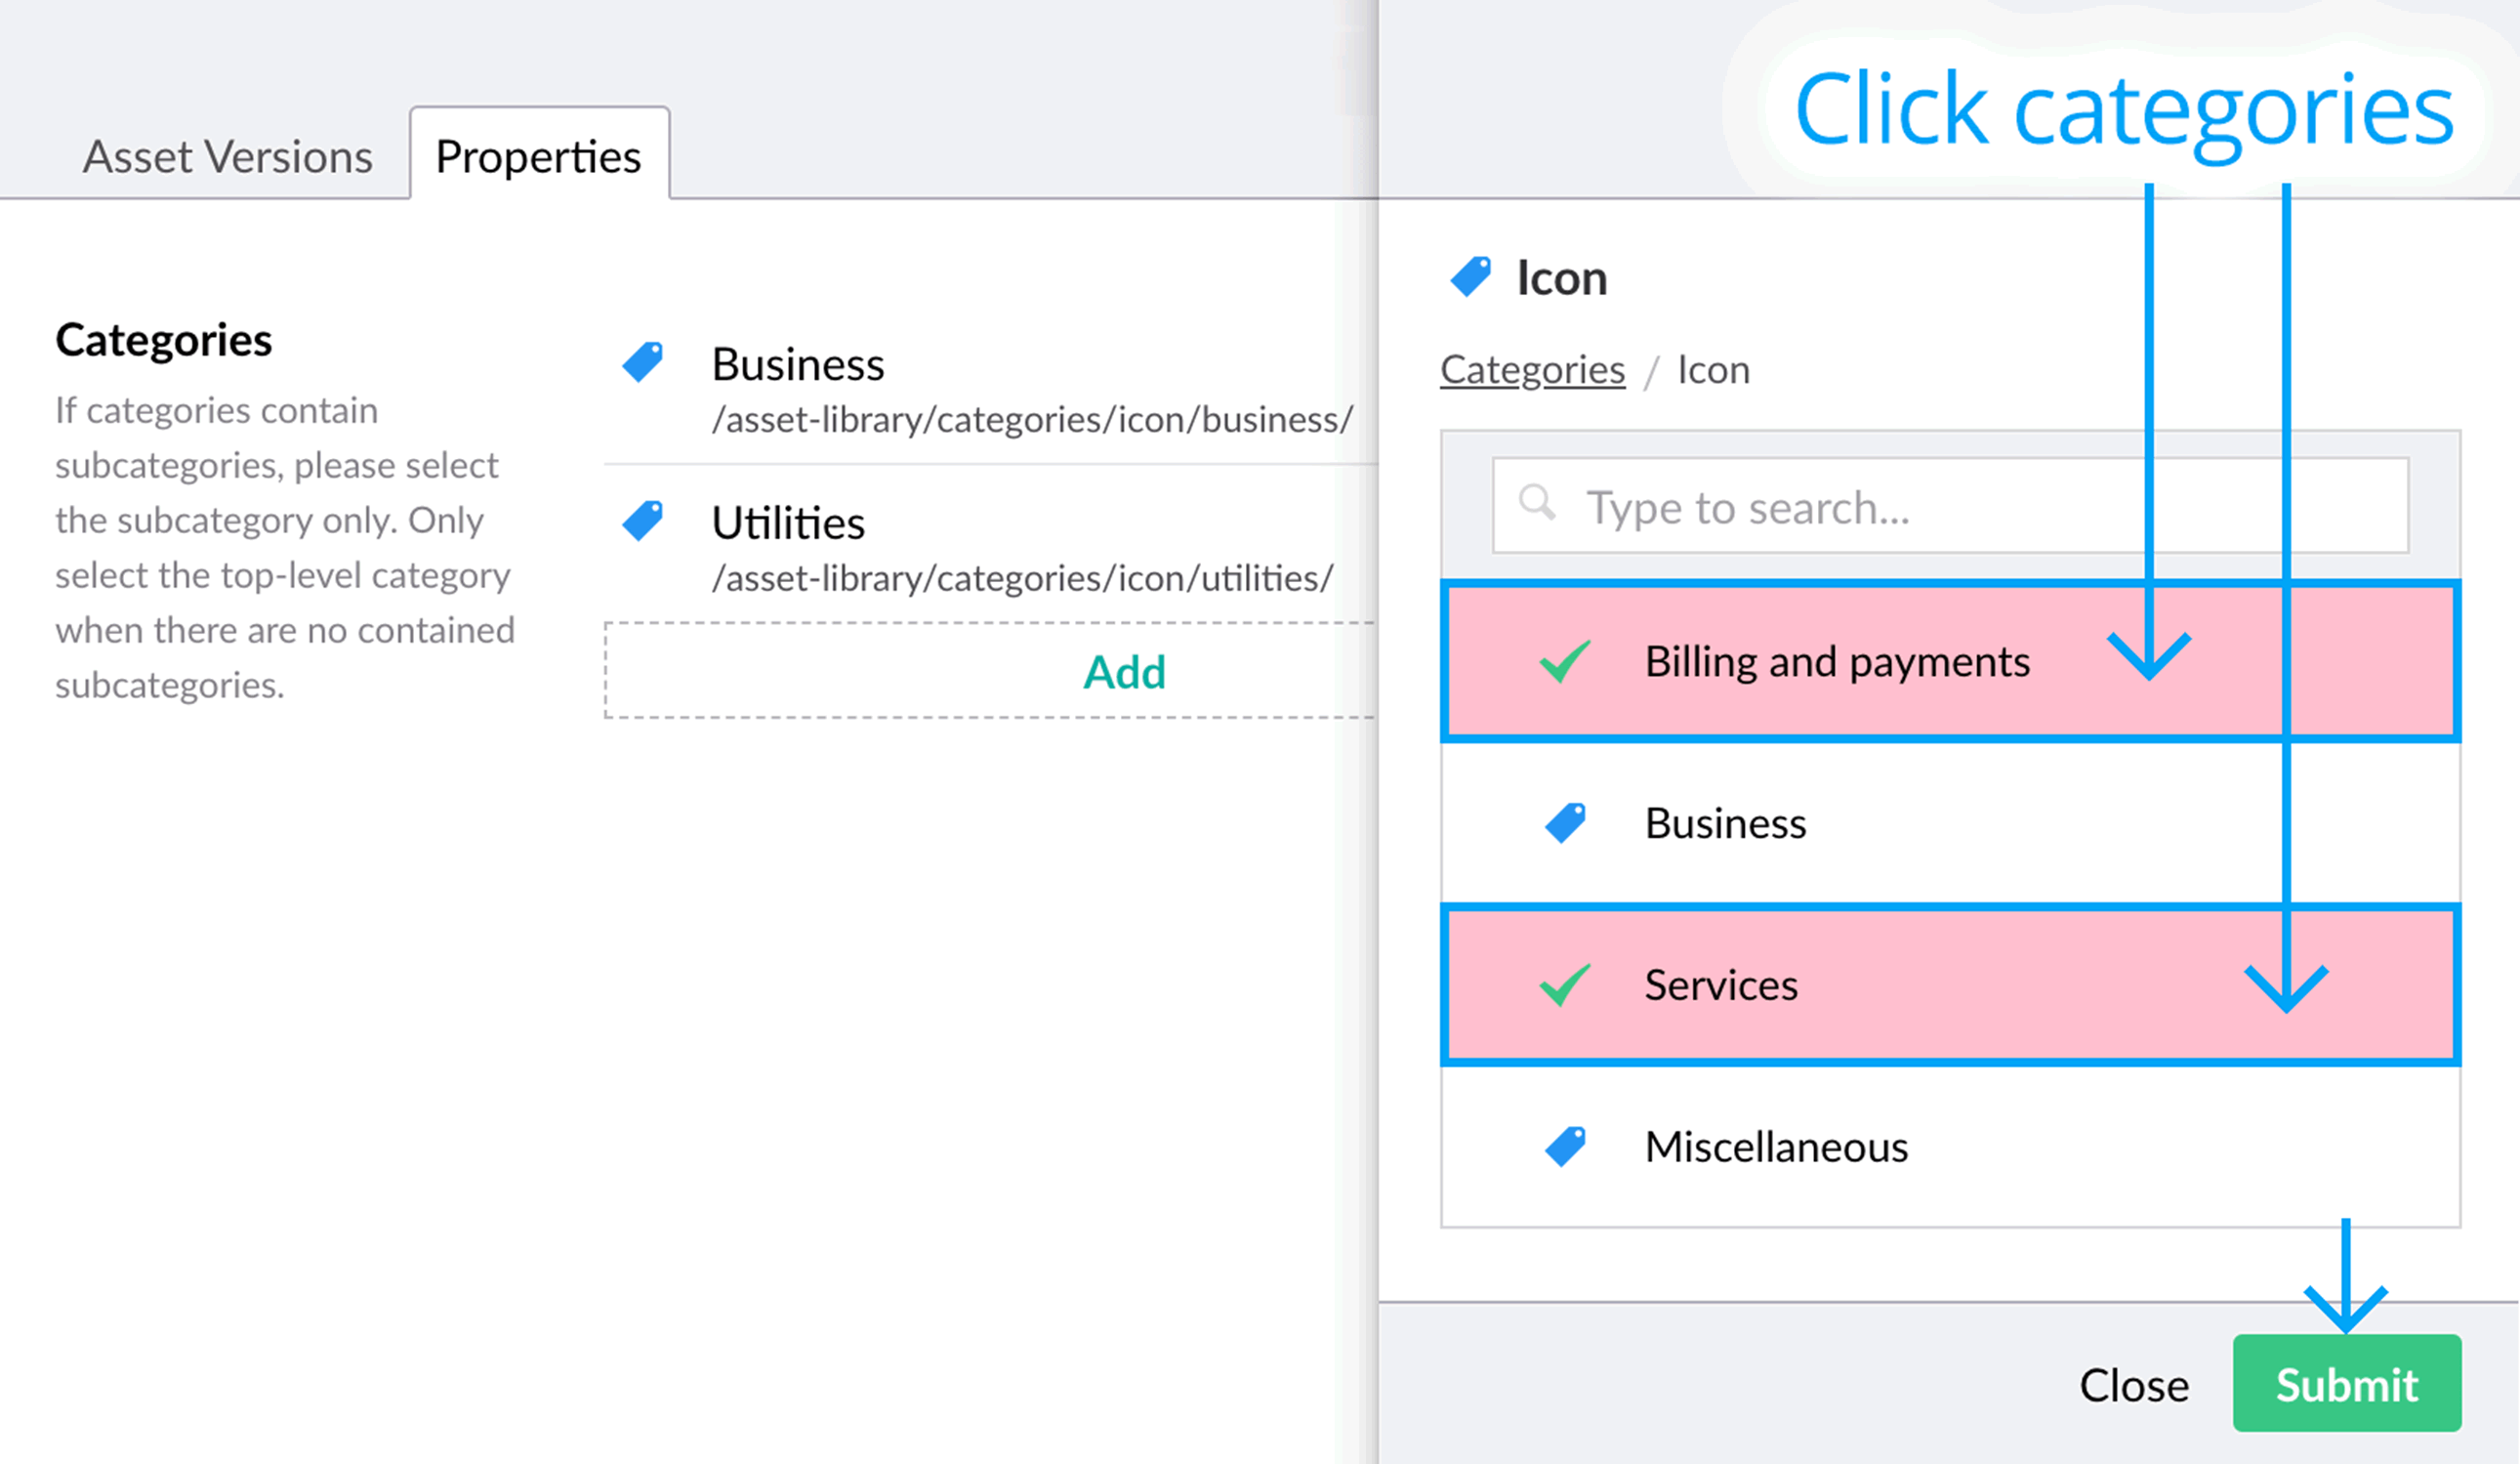 Click categories
Asset Versions
Properties
Categories
If categories contain
subcategories, please select
the subcategory only. Only
select the top-level category
when there are no contained
subcategories.
Business
/asset-library/categories/icon/business/
Utilities
/asset-library/categories/icon/utilities/
Add
Icon
Categories / Icon
Type to search...
Billing and payments
Business
Services
Miscellaneous
Close
Submit